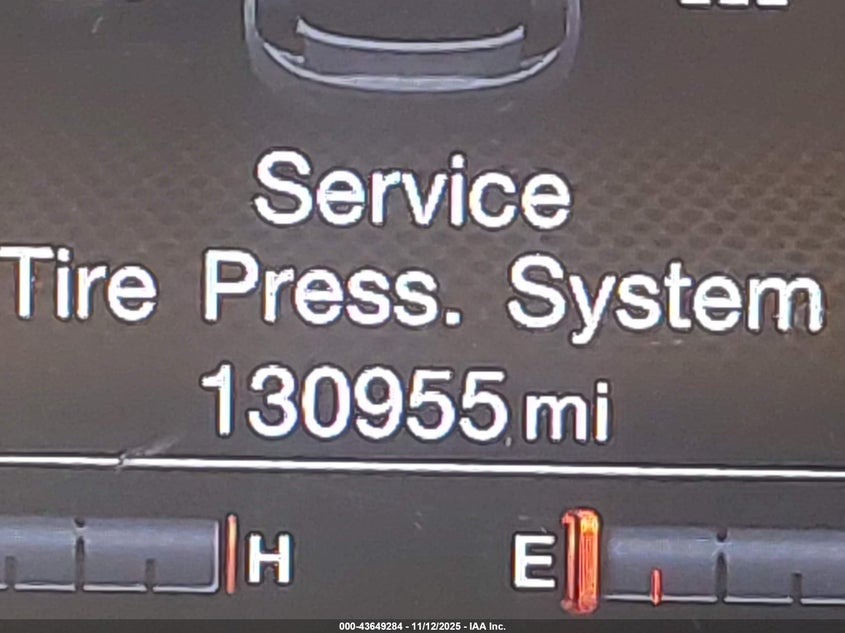 Service
Tire Press. System
130955 mi
H E
000-43649284 - 11/12/2025 - IAA Inc.